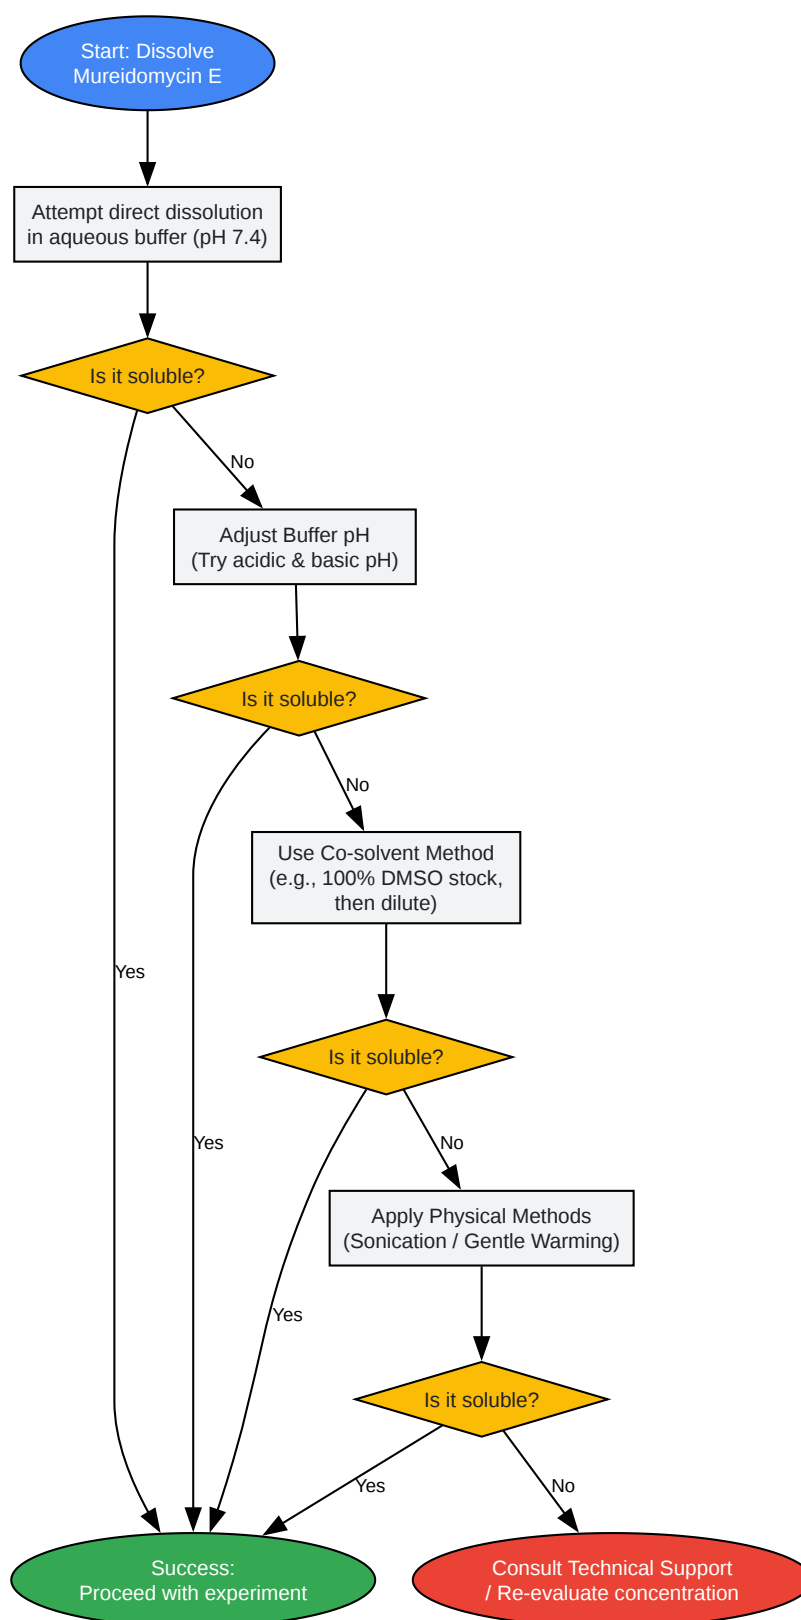 Start: Dissolve
Mureidomycin E
Attempt direct dissolution
in aqueous buffer (pH 7.4)
Is it soluble?
No
Adjust Buffer pH
(Try acidic & basic pH)
Is it soluble?
No
Use Co-solvent Method
(e.g., 100% DMSO stock,
then dilute)
Yes
Is it soluble?
Yes
No
Apply Physical Methods
(Sonication / Gentle Warming)
Yes
Is it soluble?
Yes
No
Success:
Proceed with experiment
Consult Technical Support
/ Re-evaluate concentration